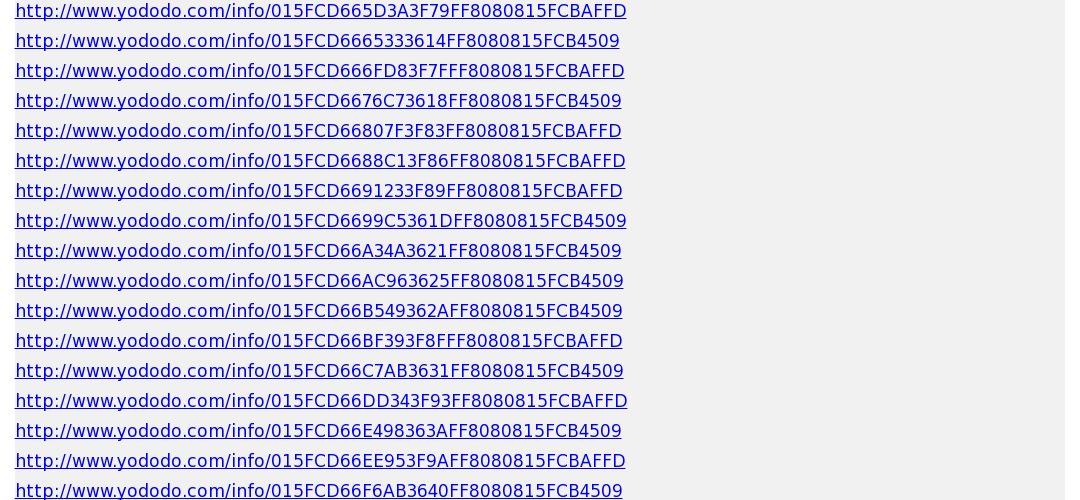 http://www.yododo.com/info/015FCD665D3A3F79FF8080815FCBAFFD
http://www.yododo.com/info/015FCD6665333614FF8080815FCB4509
http://www.yododo.com/info/015FCD666FD83F7FFF8080815FCBAFFD
http://www.yododo.com/info/015FCD6676C73618FF8080815FCB4509
http://www.yododo.com/info/015FCD66807F3F83FF8080815FCBAFFD
http://www.yododo.com/info/015FCD6688C13F86FF8080815FCBAFFD
http://www.yododo.com/info/015FCD6691233F89FF8080815FCBAFFD
http://www.yododo.com/info/015FCD6699C5361DFF8080815FCB4509
http://www.yododo.com/info/015FCD66A34A3621FF8080815FCB4509
http://www.yododo.com/info/015FCD66AC963625FF8080815FCB4509
http://www.yododo.com/info/015FCD66B549362AFF8080815FCB4509
http://www.yododo.com/info/015FCD66BF393F8FFF8080815FCBAFFD
http://www.yododo.com/info/015FCD66C7AB3631FF8080815FCB4509
http://www.yododo.com/info/015FCD66DD343F93FF8080815FCBAFFD
http://www.yododo.com/info/015FCD66E498363AFF8080815FCB4509
http://www.yododo.com/info/015FCD66EE953F9AFF8080815FCBAFFD
http://www.yododo.com/info/015FCD66F6AB3640FF8080815FCB4509